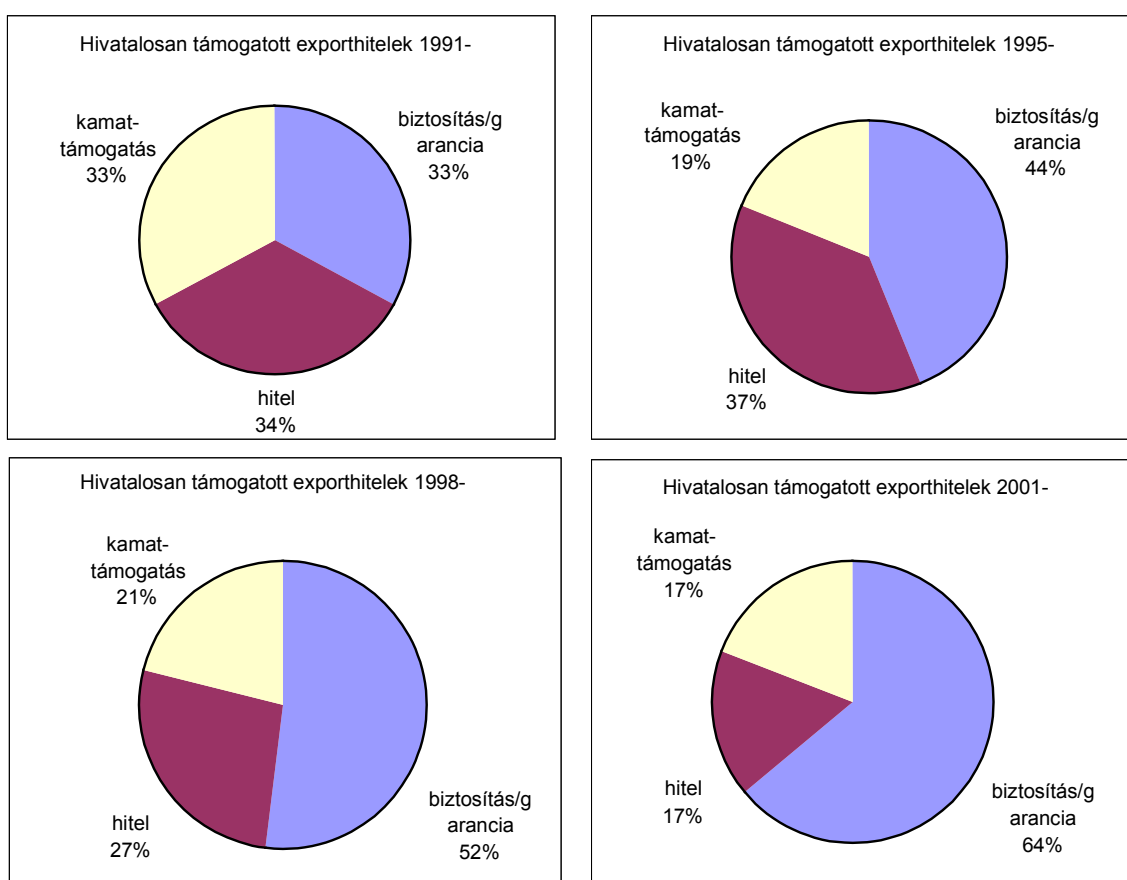 Hivatalosan támogatott exporthitelek 1991-
kamat-
támogatás
33%
biztosítás/g
arancia
33%
hitel
34%
Hivatalosan támogatott exporthitelek 1995-
kamat-
támogatás
19%
biztosítás/g
arancia
44%
hitel
37%
Hivatalosan támogatott exporthitelek 1998-
kamat-
támogatás
21%
hitel
27%
biztosítás/g
arancia
52%
Hivatalosan támogatott exporthitelek 2001-
kamat-
támogatás
17%
hitel
17%
biztosítás/g
arancia
64%